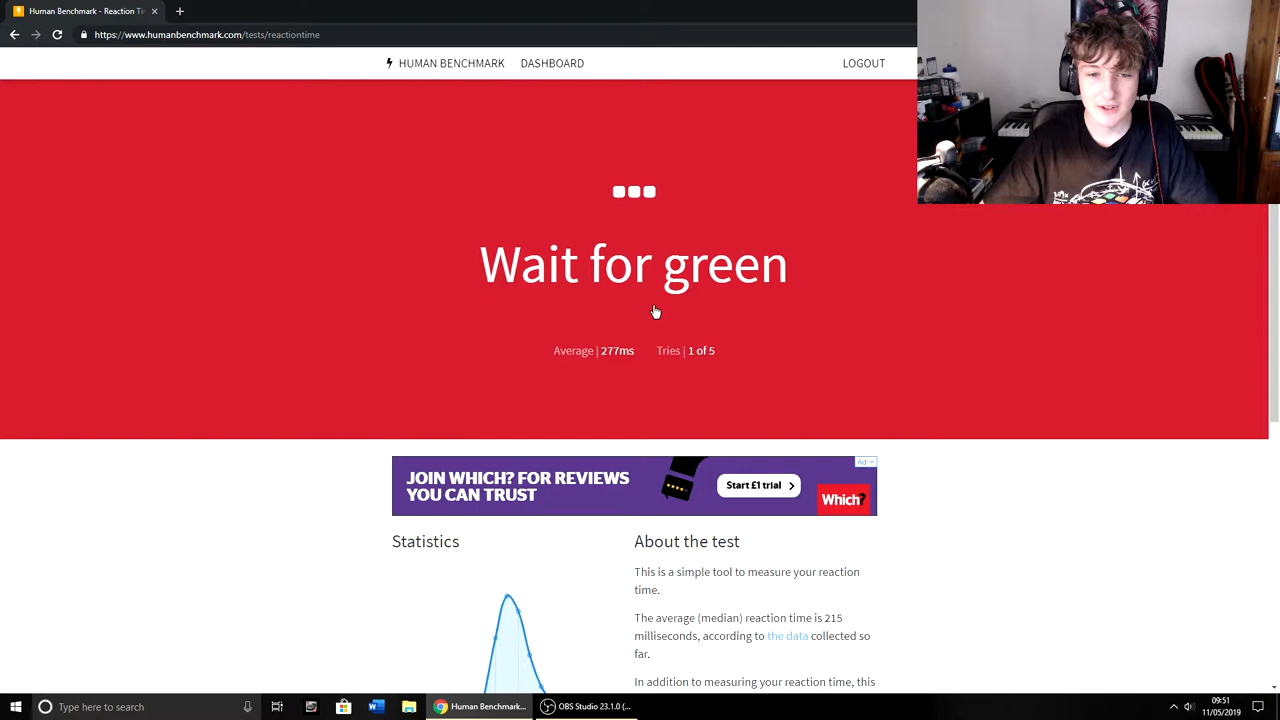 Human Benchmark - Reaction Ti
https://www.humanbenchmark.com/tests/reactiontime
HUMAN BENCHMARK DASHBOARD LOGOUT
Wait for green
Average | 277ms Tries | 1 of 5
JOIN WHICH? FOR REVIEWS
YOU CAN TRUST
Start £1 trial
Which?
Ad
Statistics
About the test
This is a simple tool to measure your reaction
time.
The average (median) reaction time is 215
milliseconds, according to the data collected so
far.
In addition to measuring your reaction time, this
Type here to search
Human Benchmark...
OBS Studio 23.1.0 (...
09:51
11/05/2019